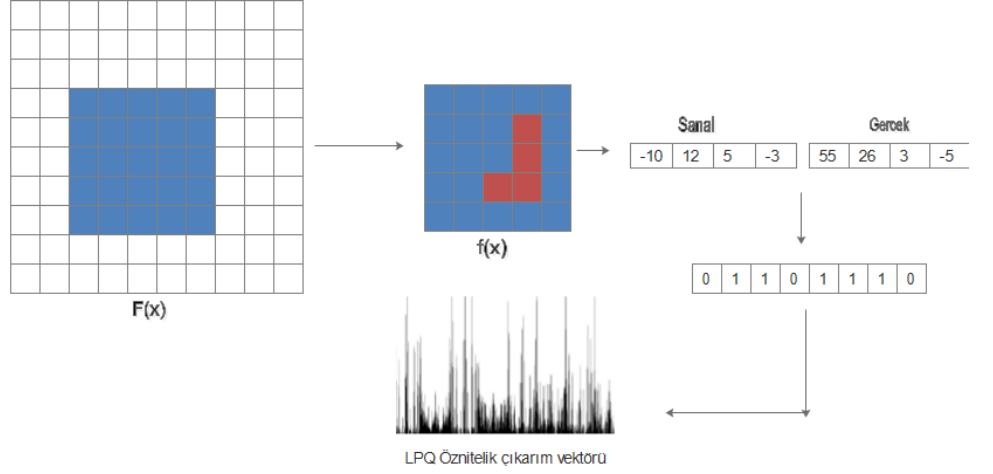 Sanal
Gercek
-10 12 5 -3
55 26 3 -5
f(x)
0 1 1 0 1 1 1 0
F(x)
LPQ Öznitelik çıkarım vektörü